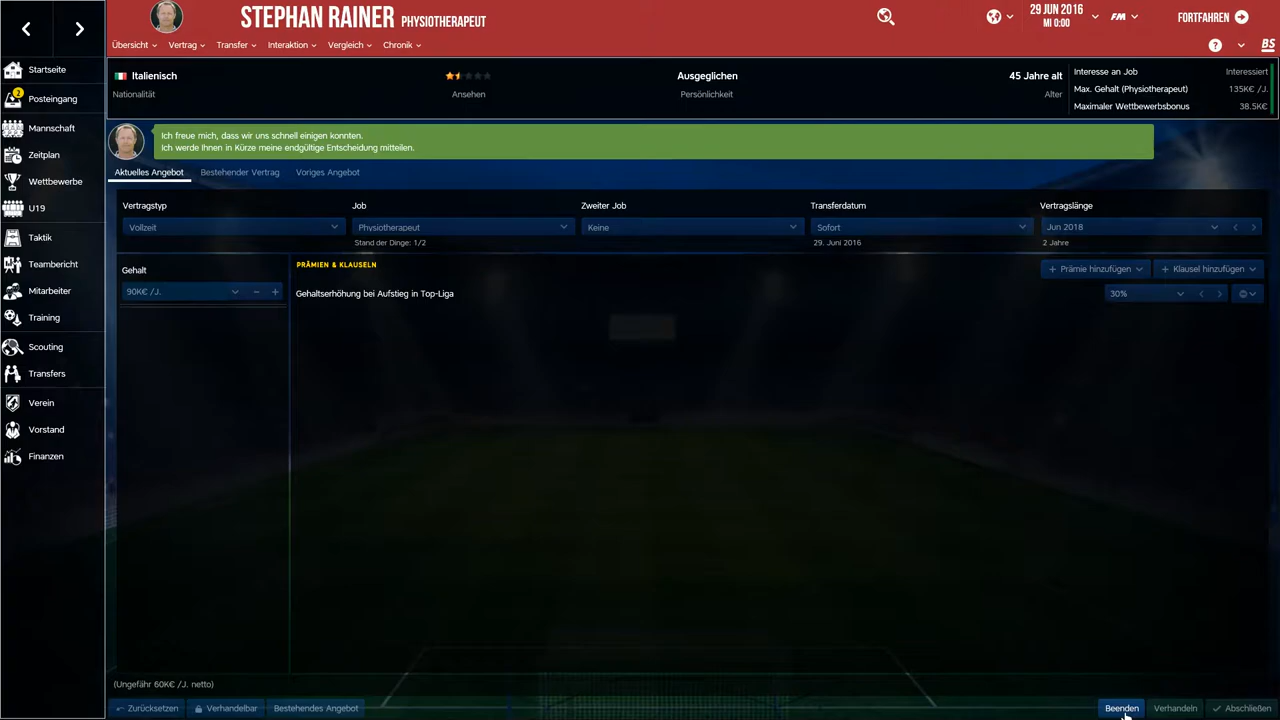 STEPHAN RAINER PHYSIOTHERAPEUT
29 JUN 2016
MI 0:00
FM
FORTFAHREN
Übersicht Vertrag Transfer Interaktion Vergleich Chronik
? BS
Startseite
2
Posteingang
Mannschaft
Zeitplan
Wettbewerbe
U19
Taktik
Teambericht
Mitarbeiter
Training
Scouting
Transfers
Verein
Vorstand
Finanzen
Italienisch
Nationalität
Ansehen
Ausgeglichen
Persönlichkeit
45 Jahre alt
Alter
Interesse an Job Interessiert
Max. Gehalt (Physiotherapeut) 135K€ /J.
Maximaler Wettbewerbsbonus 38.5K€
Ich freue mich, dass wir uns schnell einigen konnten.
Ich werde Ihnen in Kürze meine endgültige Entscheidung mitteilen.
Aktuelles Angebot Bestehender Vertrag Voriges Angebot
Vertragstyp Job Zweiter Job Transferdatum Vertragslänge
Vollzeit Physiotherapeut Keine Sofort Jun 2018
Stand der Dinge: 1/2 29. Juni 2016 2 Jahre
Gehalt
90K€ /J. − +
PRÄMIEN & KLAUSELN
+ Prämie hinzufügen + Klausel hinzufügen
Gehaltserhöhung bei Aufstieg in Top-Liga 30%
(Ungefähr 60K€ /J. netto)
Zurücksetzen Verhandelbar Bestehendes Angebot Beenden Verhandeln Abschließen